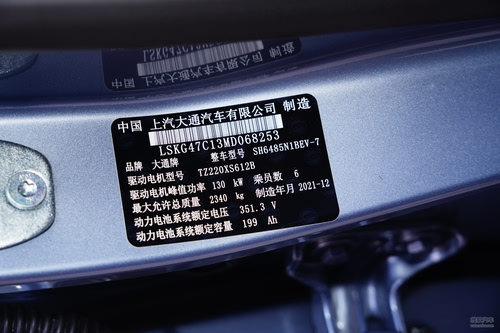 中国 上汽大通汽车有限公司 制造
LSKG47C13MD068253
品牌 大通牌 整车型号 SH6485N1BEV-7
驱动电机型号 TZ220XS612B
驱动电机峰值功率 130 kW 乘员数 6
最大允许总质量 2340 kg 制造年月 2021-12
动力电池系统额定电压 351.3 V
动力电池系统额定容量 199 Ah